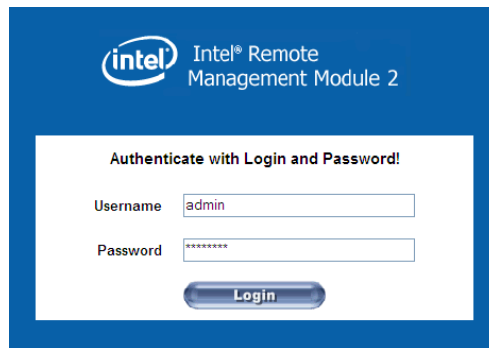 intel®
Intel® Remote
Management Module 2
Authenticate with Login and Password!
Username admin
Password ********
Login